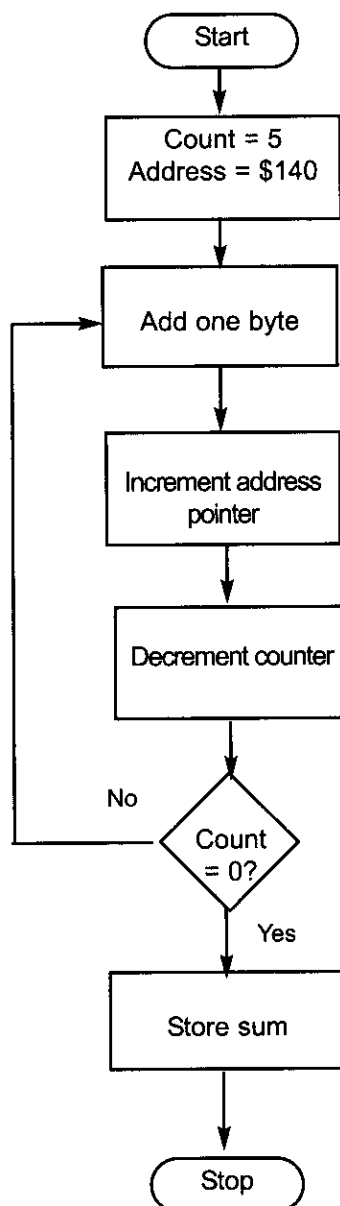 Start
Count = 5
Address = $140
Add one byte
Increment address
pointer
Decrement counter
No
Count
= 0?
Yes
Store sum
Stop